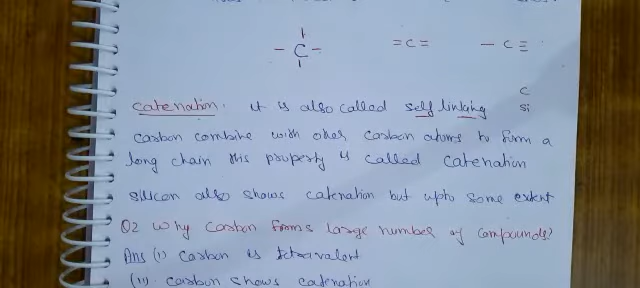 - C - =C= - C ≡
C
catenation. it is also called self linking si
carbon combine with other carbon atoms to form a
long chain this property is called catenation
silicon also shows catenation but upto some extent
Q2 Why carbon forms large number of compounds?
Ans (i) carbon is tetravalent
(ii) carbon shows catenation